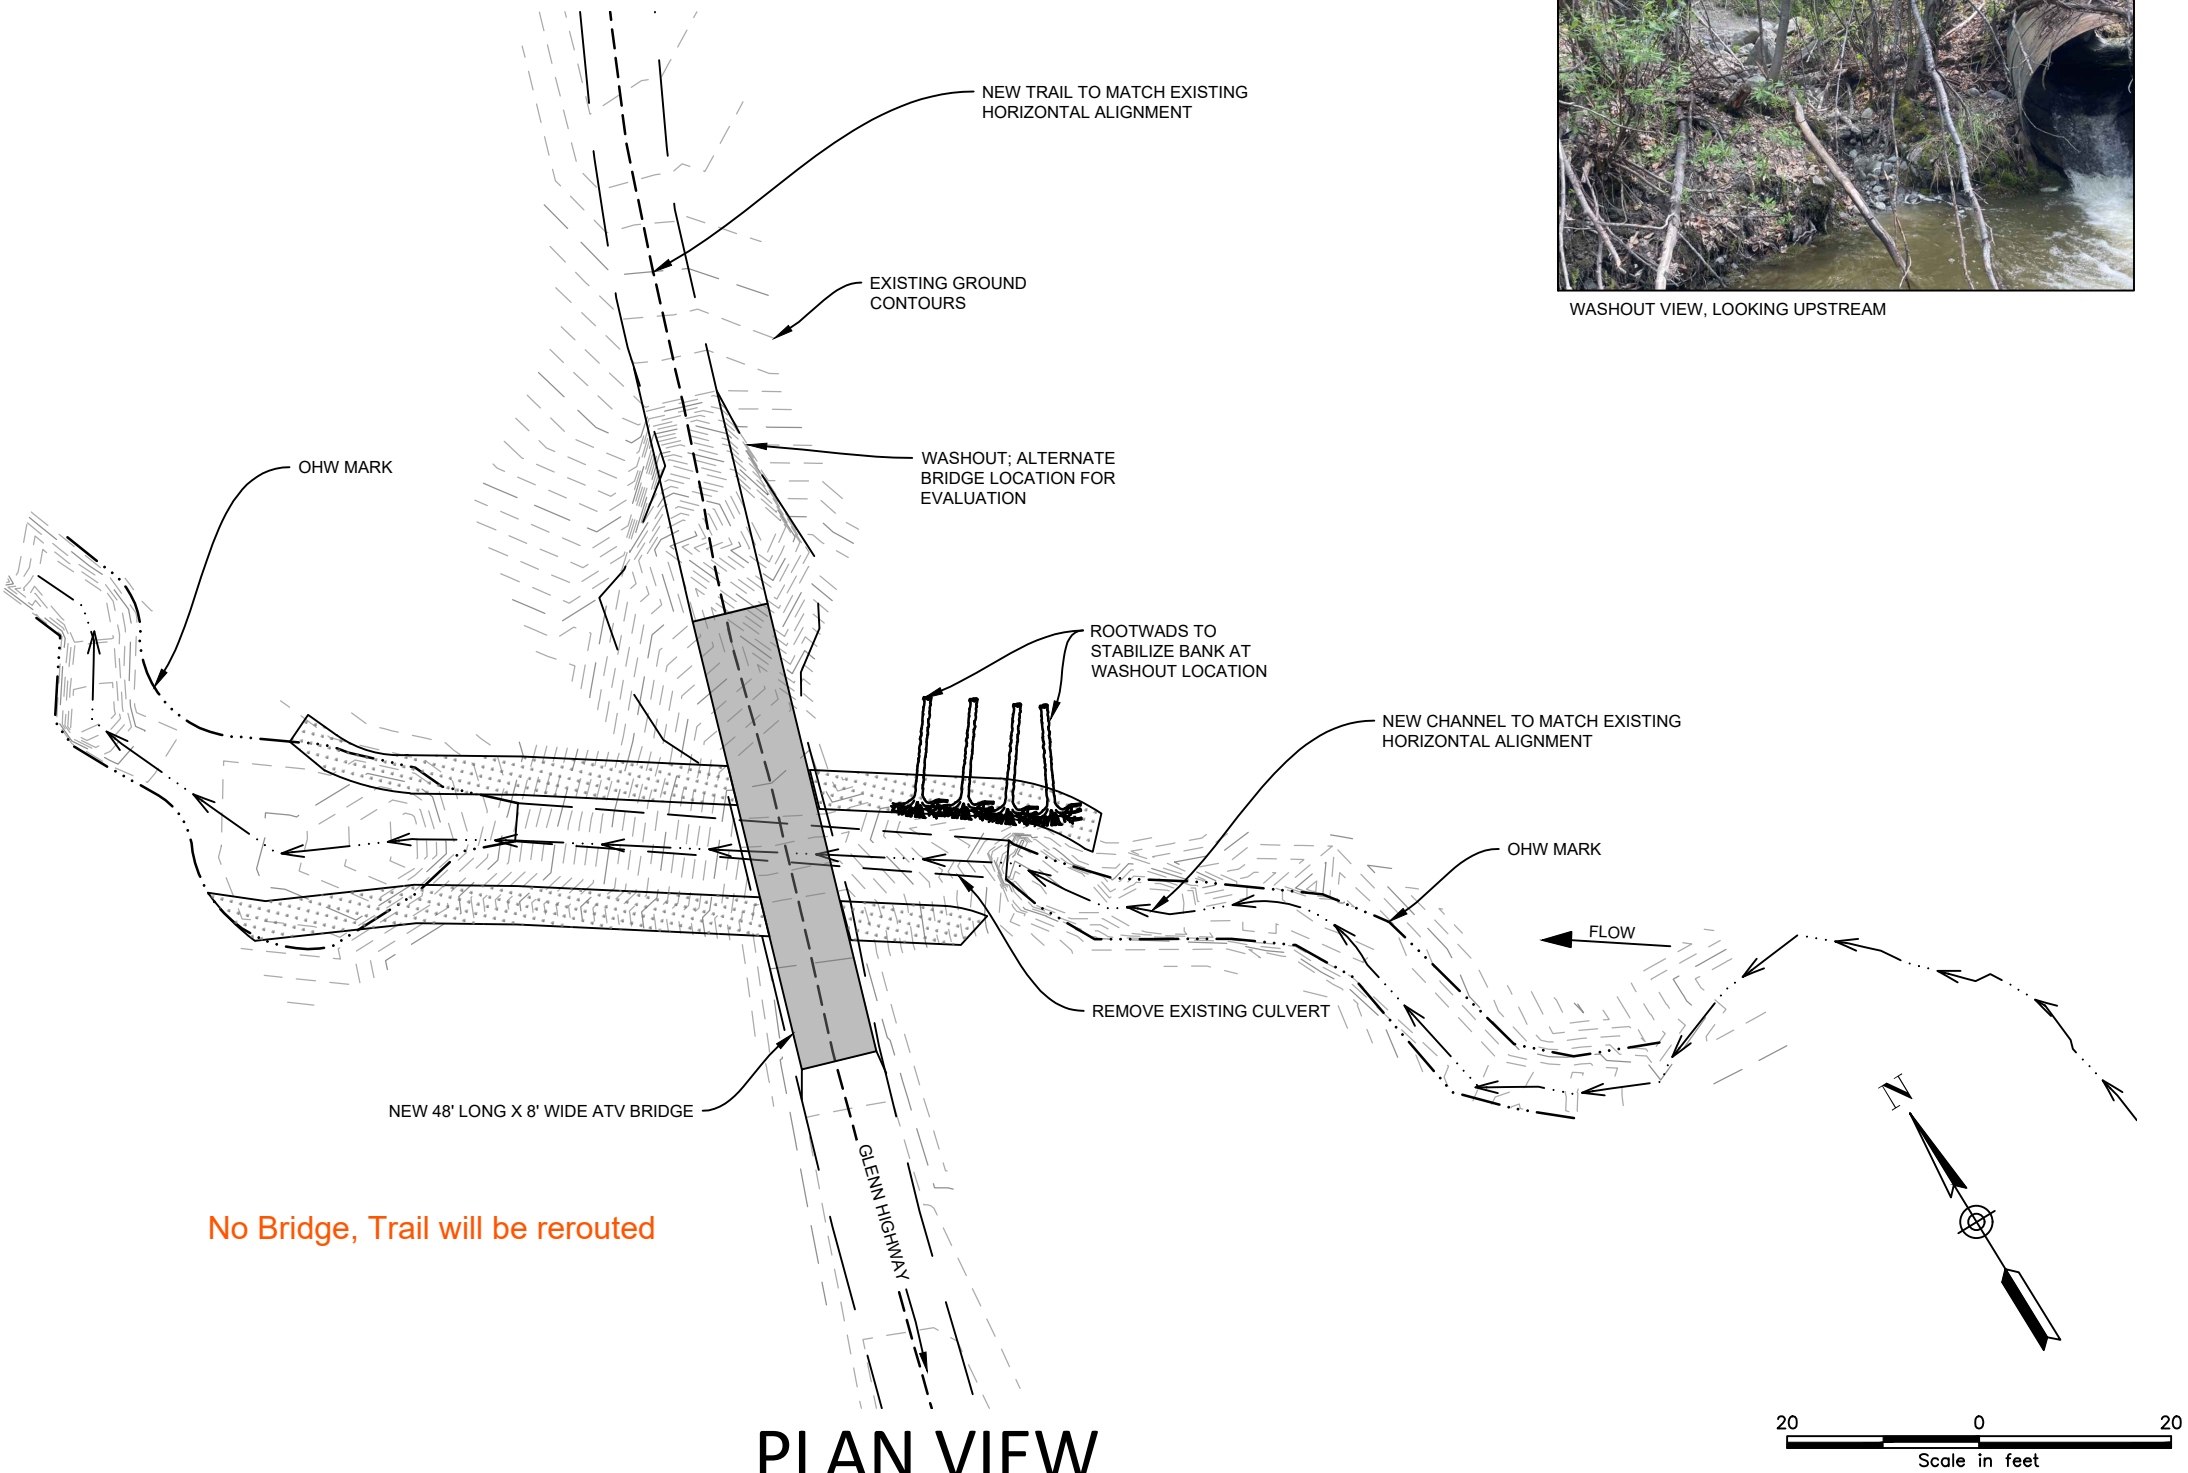 NEW TRAIL TO MATCH EXISTING
HORIZONTAL ALIGNMENT
EXISTING GROUND
CONTOURS
WASHOUT VIEW, LOOKING UPSTREAM
OHW MARK
WASHOUT; ALTERNATE
BRIDGE LOCATION FOR
EVALUATION
ROOTWADS TO
STABILIZE BANK AT
WASHOUT LOCATION
NEW CHANNEL TO MATCH EXISTING
HORIZONTAL ALIGNMENT
OHW MARK
FLOW
REMOVE EXISTING CULVERT
NEW 48' LONG X 8' WIDE ATV BRIDGE
GLENN HIGHWAY
N
No Bridge, Trail will be rerouted
20 0 20
Scale in feet
PLAN VIEW